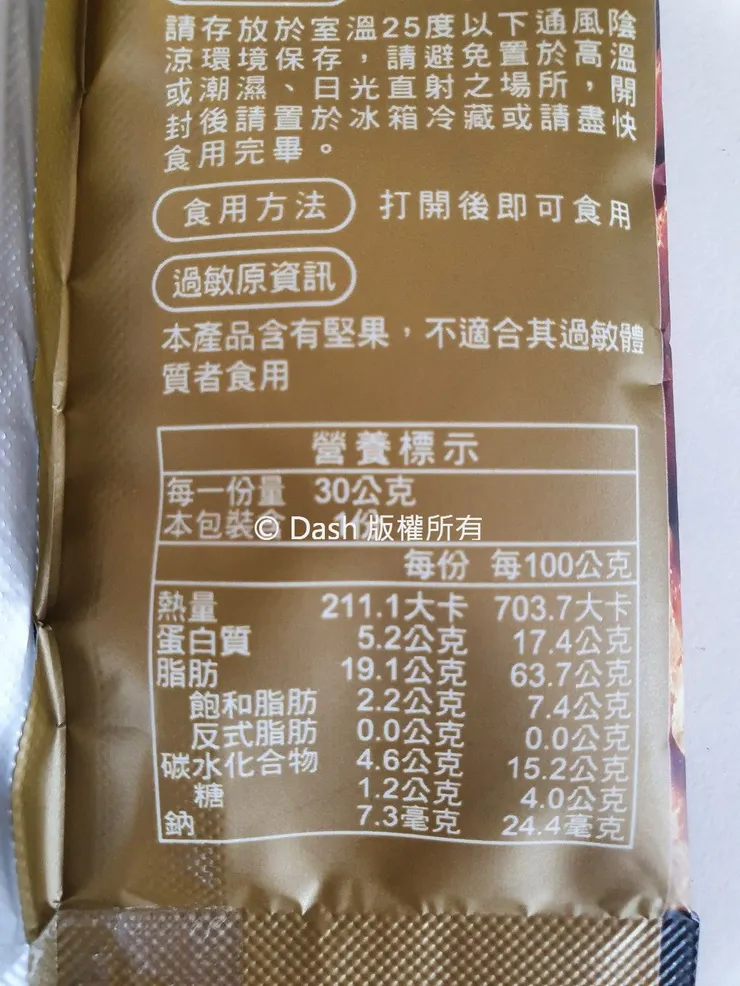 請存放於室溫25度以下通風陰
涼環境保存，請避免置於高溫
或潮濕、日光直射之場所，開
封後請置於冰箱冷藏或請盡快
食用完畢。
食用方法 打開後即可食用
過敏原資訊
本產品含有堅果，不適合其過敏體
質者食用
營養標示
每一份量 30公克
本包裝含 1份
© Dash 版權所有
每份 每100公克
熱量 211.1大卡 703.7大卡
蛋白質 5.2公克 17.4公克
脂肪 19.1公克 63.7公克
飽和脂肪 2.2公克 7.4公克
反式脂肪 0.0公克 0.0公克
碳水化合物 4.6公克 15.2公克
糖 1.2公克 4.0公克
鈉 7.3毫克 24.4毫克